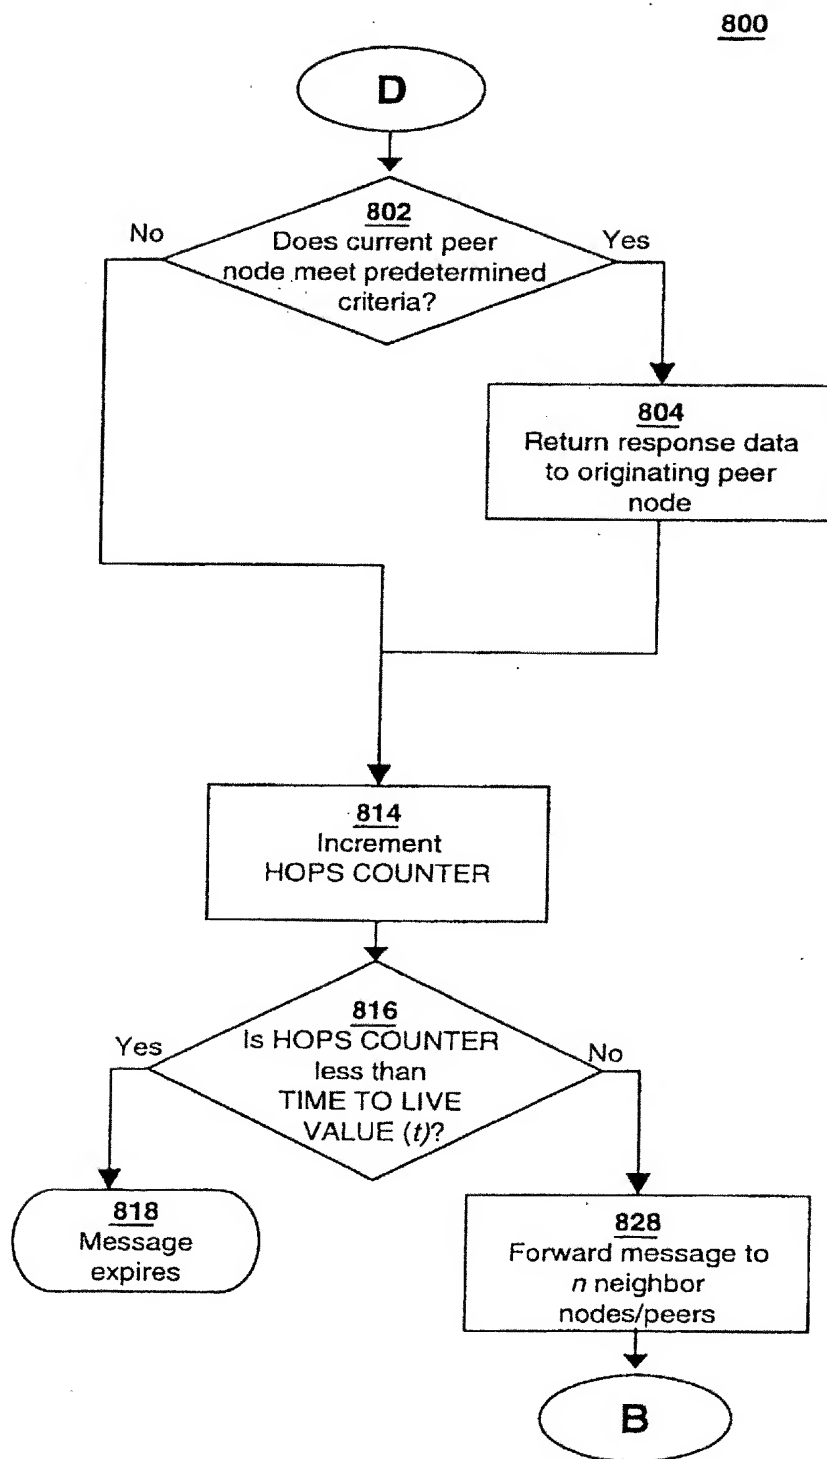 800
D
802
Does current peer
node meet predetermined
criteria?
No
Yes
804
Return response data
to originating peer
node
814
Increment
HOPS COUNTER
816
Is HOPS COUNTER
less than
TIME TO LIVE
VALUE (t)?
Yes
No
818
Message
expires
828
Forward message to
n neighbor
nodes/peers
B